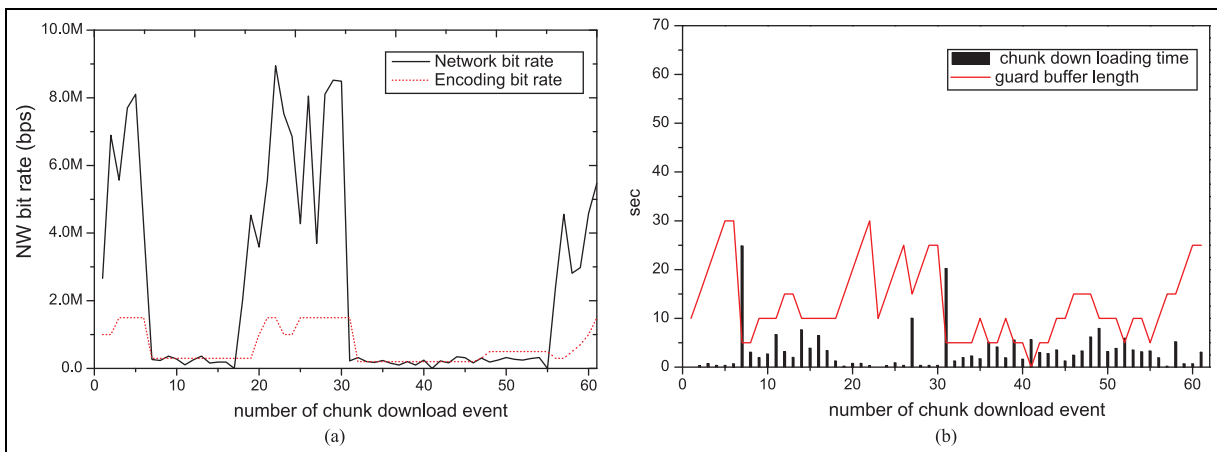 10.0M
8.0M
6.0M
4.0M
2.0M
0.0
NW bit rate (bps)
Network bit rate
Encoding bit rate
0 10 20 30 40 50 60
number of chunk download event
(a)
70
60
50
40
30
20
10
0
sec
chunk down loading time
guard buffer length
0 10 20 30 40 50 60
number of chunk download event
(b)